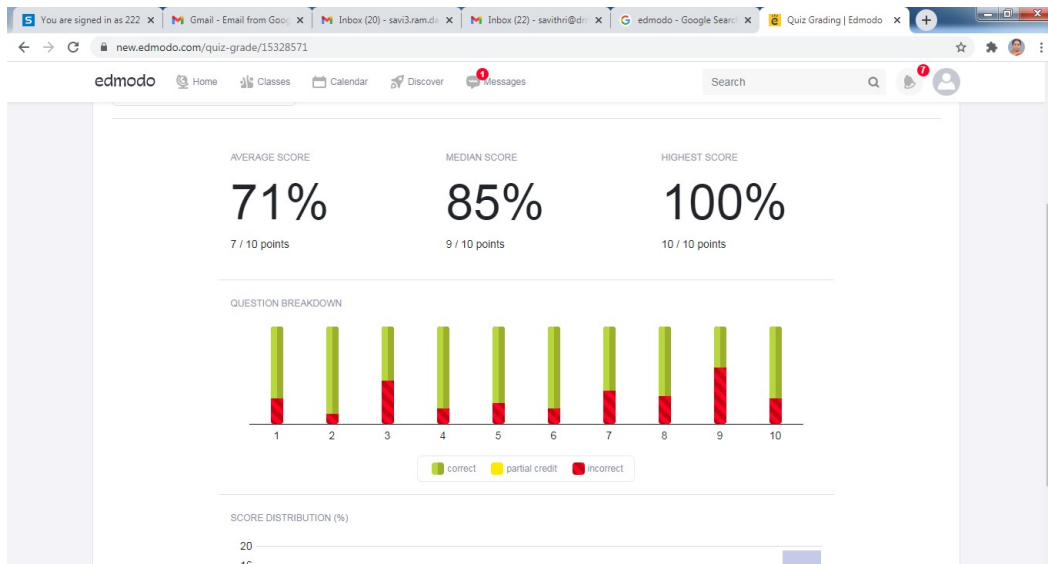 You are signed in as 222
Gmail - Email from Goog
Inbox (20) - savi3.ram.da
Inbox (22) - savithri@dm
edmodo - Google Search
Quiz Grading | Edmodo
new.edmodo.com/quiz-grade/15328571
edmodo Home Classes Calendar Discover 1 Messages Search 7
AVERAGE SCORE MEDIAN SCORE HIGHEST SCORE
71% 85% 100%
7 / 10 points 9 / 10 points 10 / 10 points
QUESTION BREAKDOWN
1 2 3 4 5 6 7 8 9 10
correct partial credit incorrect
SCORE DISTRIBUTION (%)
20